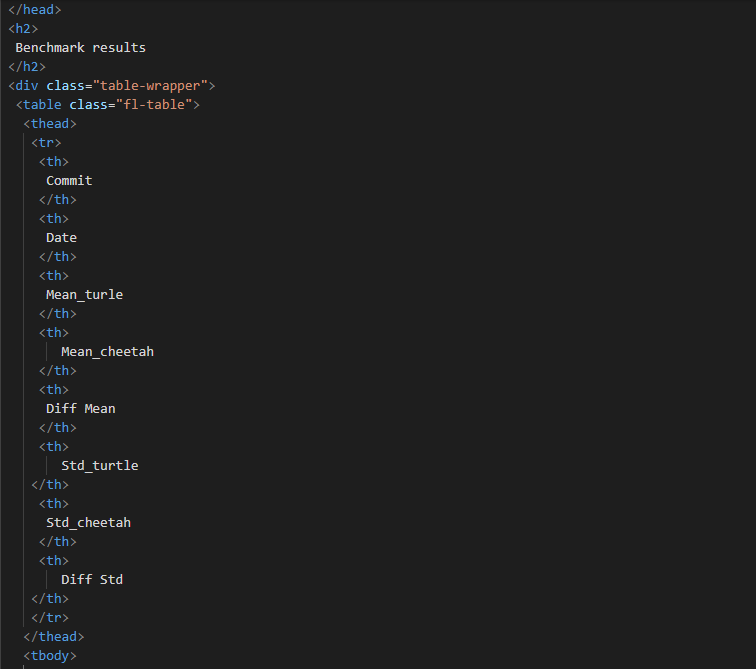 </head>
<h2>
Benchmark results
</h2>
<div class="table-wrapper">
<table class="fl-table">
<thead>
<tr>
<th>
Commit
</th>
<th>
Date
</th>
<th>
Mean_turle
</th>
<th>
Mean_cheetah
</th>
<th>
Diff Mean
</th>
<th>
Std_turtle
</th>
<th>
Std_cheetah
</th>
<th>
Diff Std
</th>
</tr>
</thead>
<tbody>